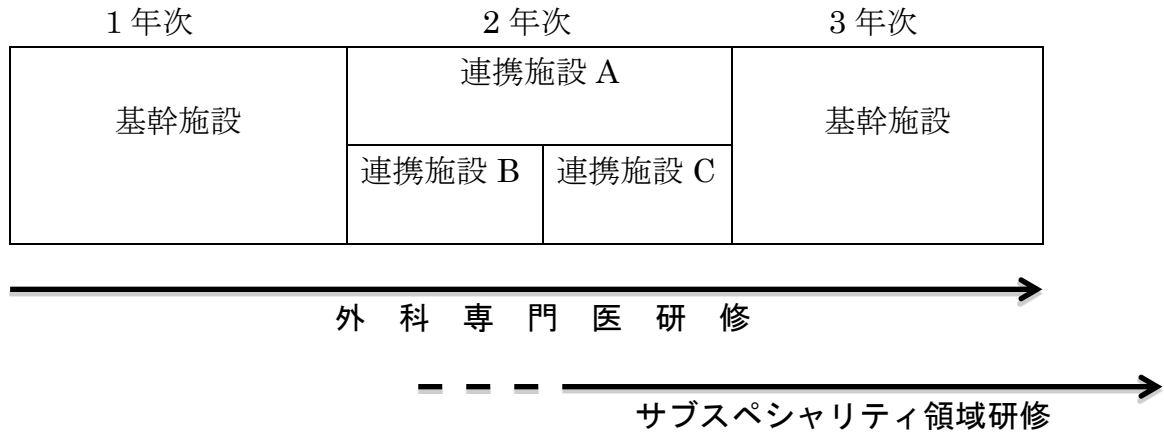 1 年次 2 年次 3 年次
連携施設 A
基幹施設 基幹施設
連携施設 B 連携施設 C
外 科 専 門 医 研 修
サブスペシャリティ領域研修